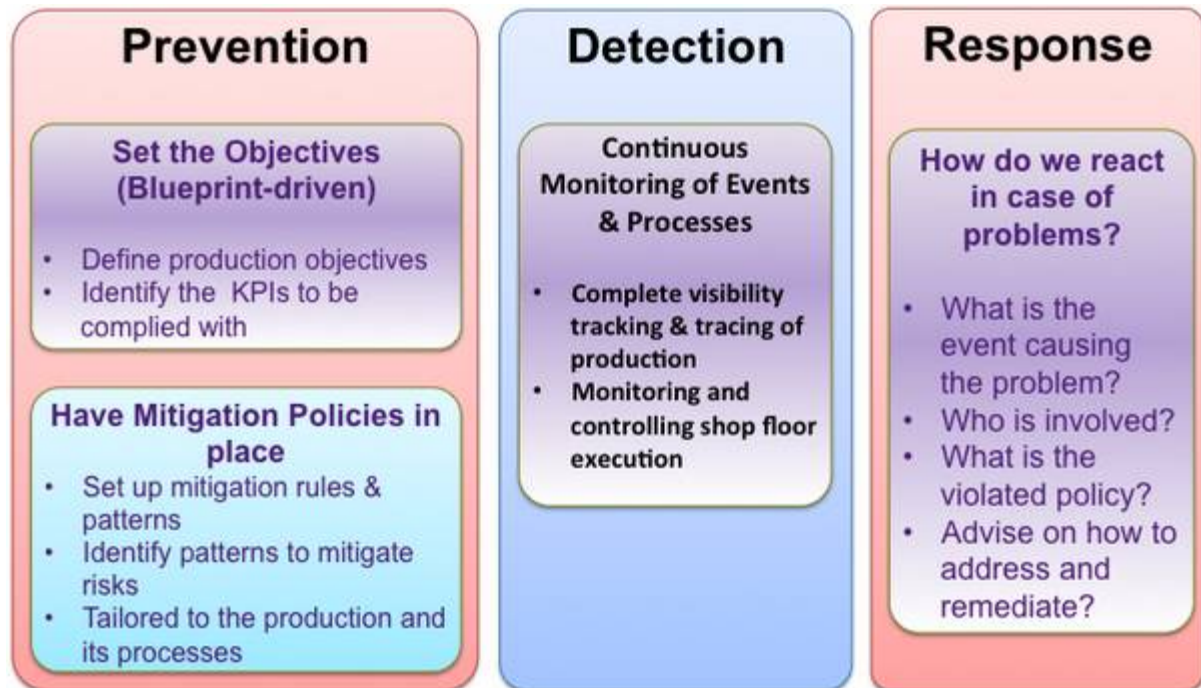 Prevention
Set the Objectives
(Blueprint-driven)
• Define production objectives
• Identify the KPIs to be
complied with
Have Mitigation Policies in
place
• Set up mitigation rules &
patterns
• Identify patterns to mitigate
risks
• Tailored to the production and
its processes
Detection
Continuous
Monitoring of Events
& Processes
• Complete visibility
tracking & tracing of
production
• Monitoring and
controlling shop floor
execution
Response
How do we react
in case of
problems?
• What is the
event causing
the problem?
• Who is involved?
• What is the
violated policy?
• Advise on how to
address and
remediate?